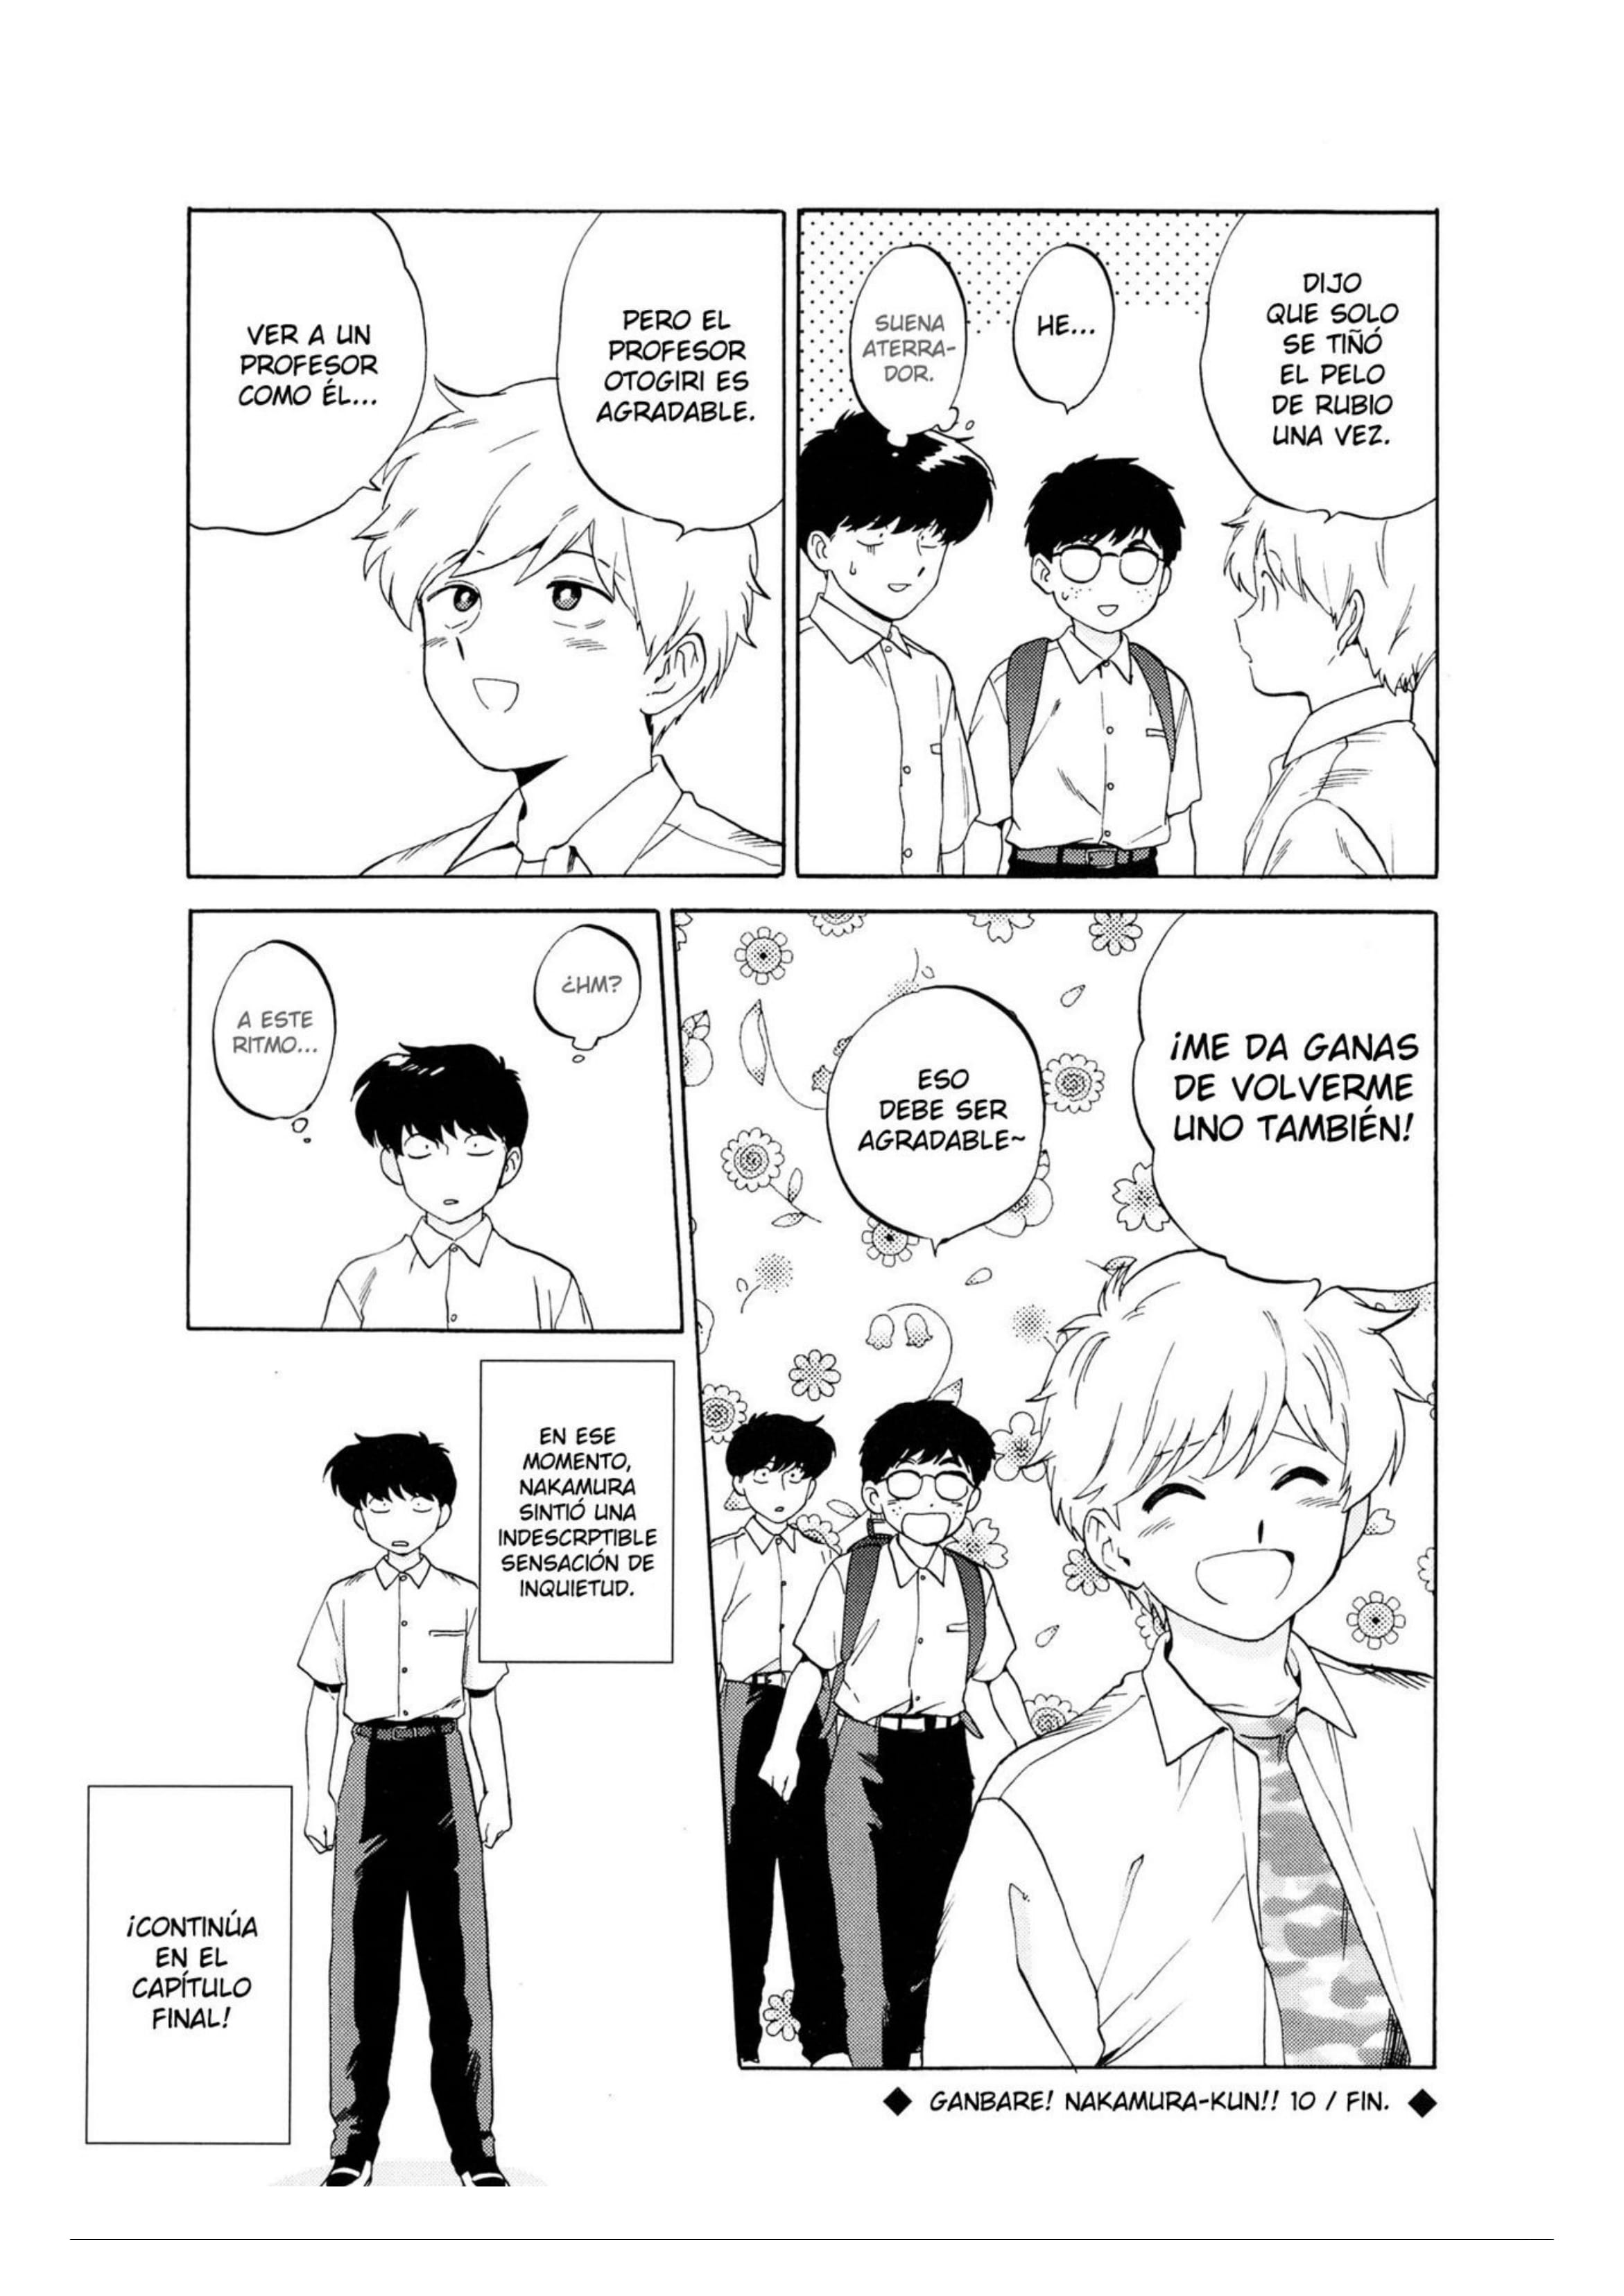 DIJO
QUE SOLO
SE TIÑÓ
EL PELO
DE RUBIO
UNA VEZ.
HE...
SUENA
ATERRA-
DOR.
PERO EL
PROFESOR
OTOGIRI ES
AGRADABLE.
VER A UN
PROFESOR
COMO ÉL...
¡ME DA GANAS
DE VOLVERME
UNO TAMBIÉN!
ESO
DEBE SER
AGRADABLE~
¿HM?
A ESTE
RITMO...
EN ESE
MOMENTO,
NAKAMURA
SINTIÓ UNA
INDESCRPTIBLE
SENSACIÓN DE
INQUIETUD.
¡CONTINÚA
EN EL
CAPÍTULO
FINAL!
◆ GANBARE! NAKAMURA-KUN!! 10 / FIN. ◆